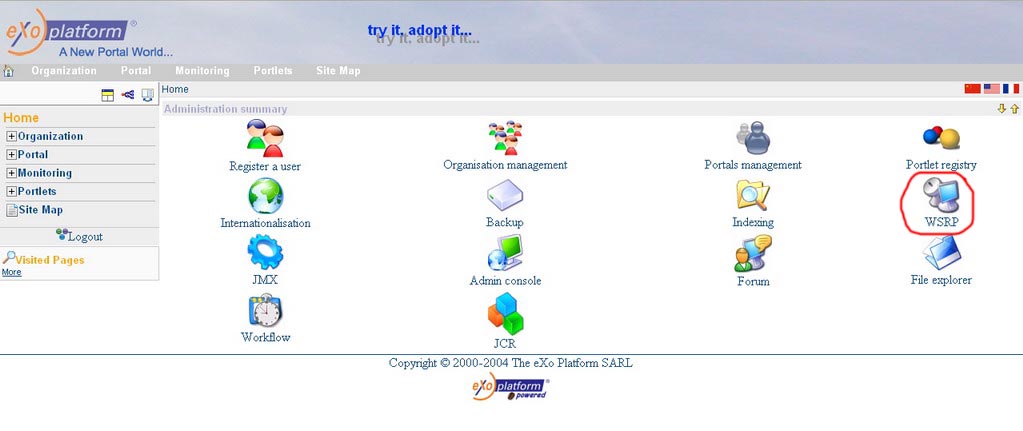 eXo platform ®
A New Portal World...
try it, adopt it...
try it, adopt it...
Organization Portal Monitoring Portlets Site Map
Home
Administration summary
Home
Organization
Portal
Monitoring
Portlets
Site Map
Logout
Visited Pages
More
Register a user Organisation management Portals management Portlet registry
Internationalisation Backup Indexing WSRP
JMX Admin console Forum File explorer
Workflow JCR
Copyright © 2000-2004 The eXo Platform SARL
eXo platform ®
powered